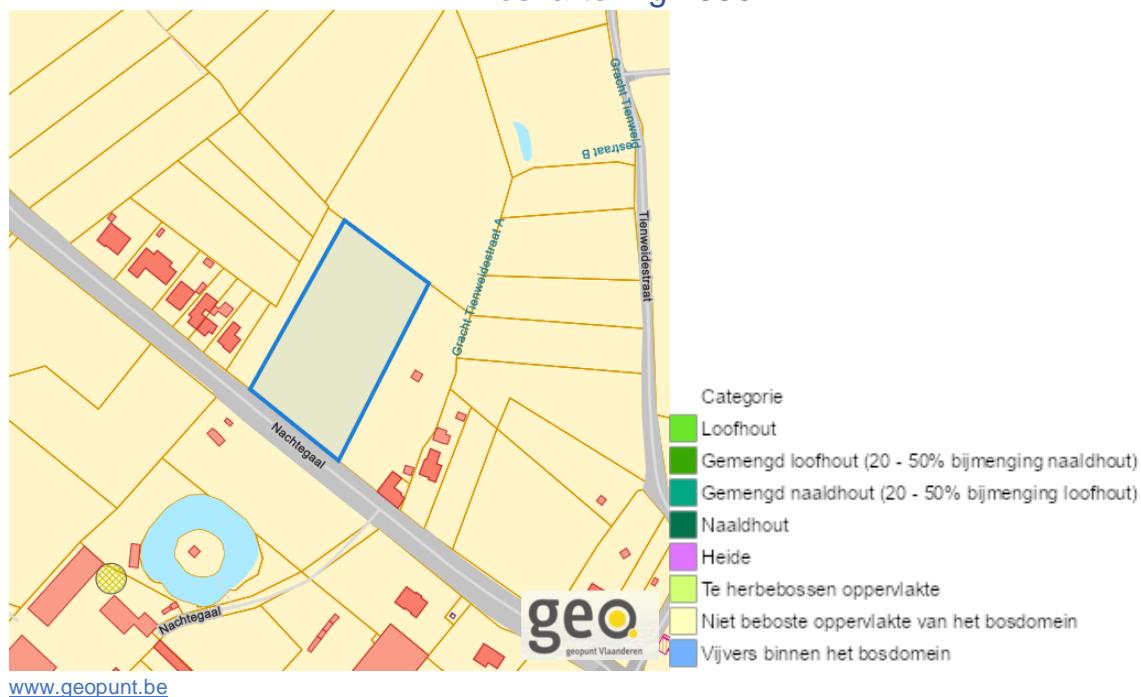 Gracht Tienweid
estraat B
Gracht Tienweidestraat A
Tienweidestraat
Nachtegaal
Nachtegaal
geo.
geopunt Vlaanderen
Categorie
Loofhout
Gemengd loofhout (20 - 50% bijmenging naaldhout)
Gemengd naaldhout (20 - 50% bijmenging loofhout)
Naaldhout
Heide
Te herbebossen oppervlakte
Niet beboste oppervlakte van het bosdomein
Vijvers binnen het bosdomein
www.geopunt.be